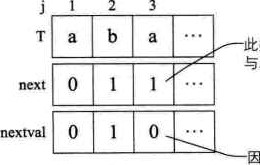 j 1 2 3
T a b a …
此
与
next 0 1 1 …
nextval 0 1 0 …
因